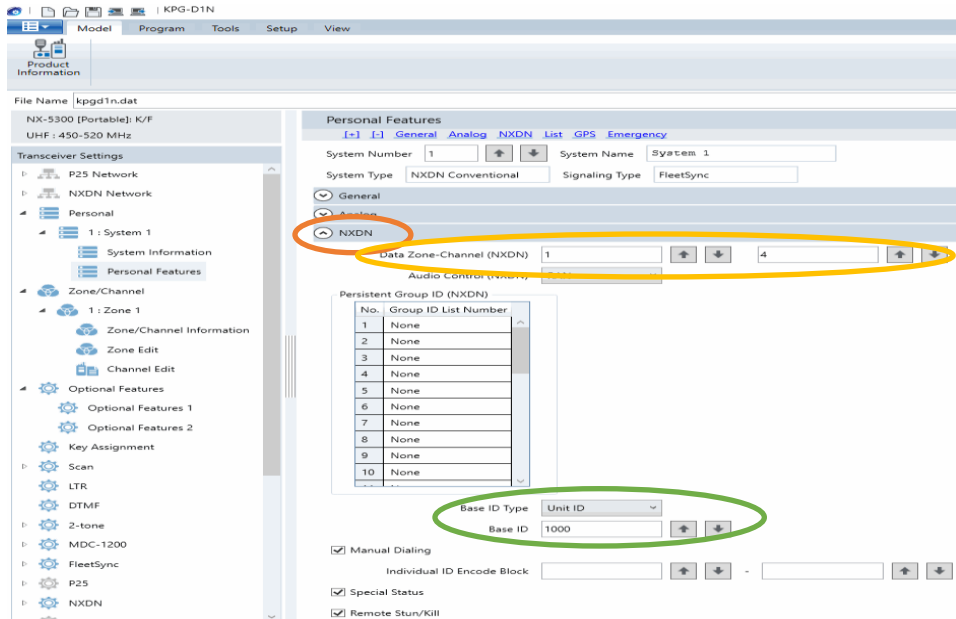 KPG-D1N
Model Program Tools Setup View
Product
Information
File Name kpgd1n.dat
NX-5300 [Portable]: K/F
UHF : 450-520 MHz
Transceiver Settings
P25 Network
NXDN Network
Personal
1 : System 1
System Information
Personal Features
Zone/Channel
1 : Zone 1
Zone/Channel Information
Zone Edit
Channel Edit
Optional Features
Optional Features 1
Optional Features 2
Key Assignment
Scan
LTR
DTMF
2-tone
MDC-1200
FleetSync
P25
NXDN
Personal Features
[+] [-] General Analog NXDN List GPS Emergency
System Number 1 System Name System 1
System Type NXDN Conventional Signaling Type FleetSync
General
Analog
NXDN
Data Zone-Channel (NXDN) 1 4
Audio Control (NXDN)
Persistent Group ID (NXDN)
No. Group ID List Number
1 None
2 None
3 None
4 None
5 None
6 None
7 None
8 None
9 None
10 None
Base ID Type Unit ID
Base ID 1000
Manual Dialing
Individual ID Encode Block -
Special Status
Remote Stun/Kill